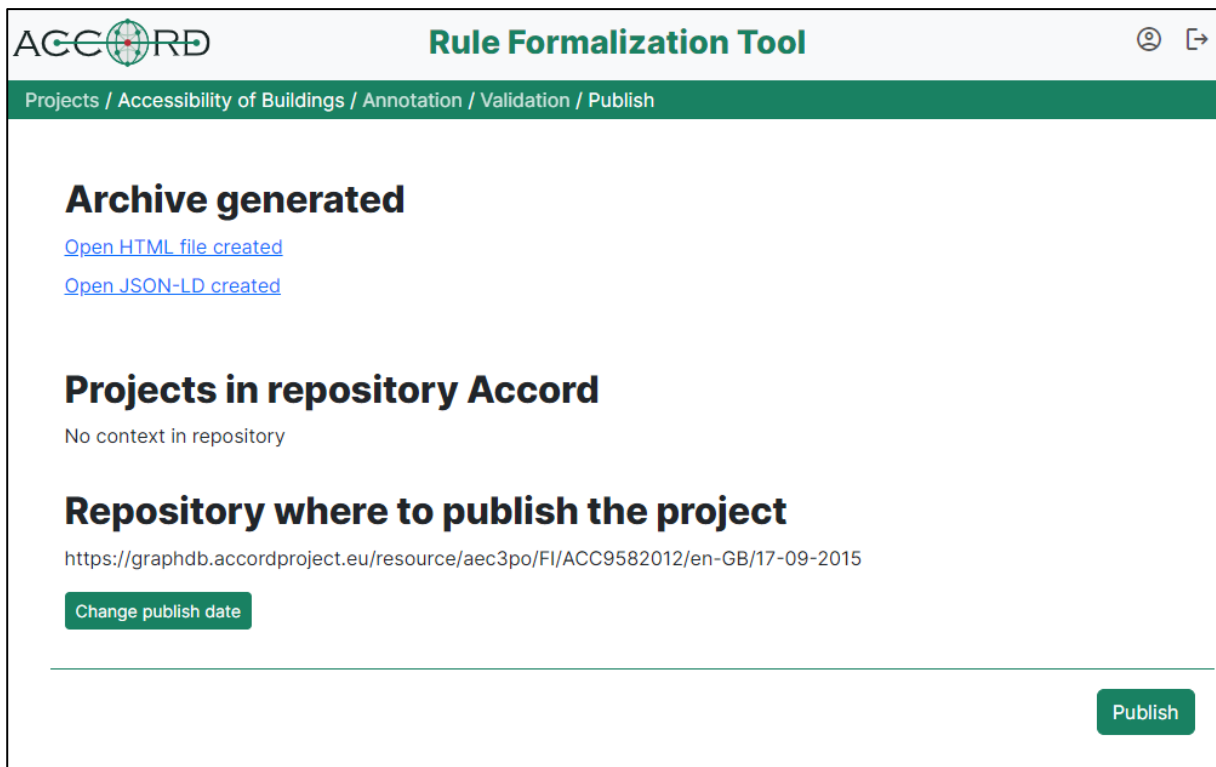 ACCORD
Rule Formalization Tool
Projects / Accessibility of Buildings / Annotation / Validation / Publish
Archive generated
Open HTML file created
Open JSON-LD created
Projects in repository Accord
No context in repository
Repository where to publish the project
https://graphdb.accordproject.eu/resource/aec3po/FI/ACC9582012/en-GB/17-09-2015
Change publish date
Publish